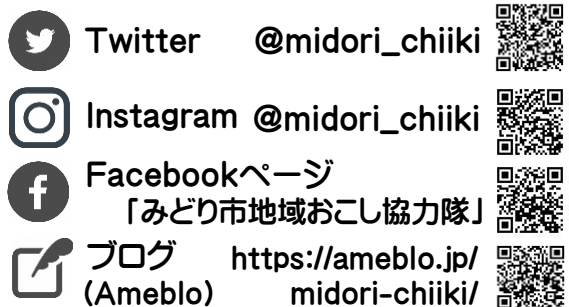 Twitter @midori_chiiki
Instagram @midori_chiiki
Facebookページ
「みどり市地域おこし協力隊」
ブログ https://ameblo.jp/
(Ameblo) midori-chiiki/